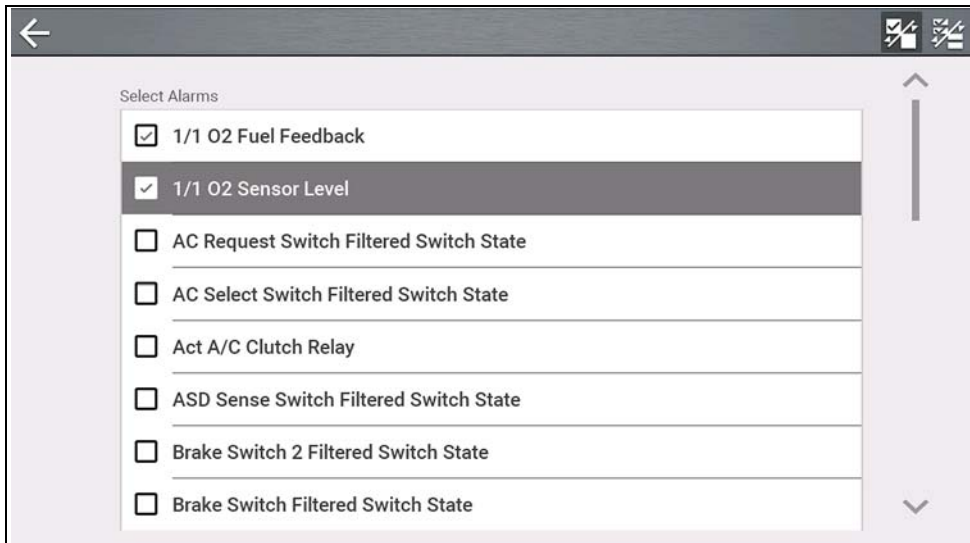 Select Alarms
1/1 O2 Fuel Feedback
1/1 O2 Sensor Level
AC Request Switch Filtered Switch State
AC Select Switch Filtered Switch State
Act A/C Clutch Relay
ASD Sense Switch Filtered Switch State
Brake Switch 2 Filtered Switch State
Brake Switch Filtered Switch State